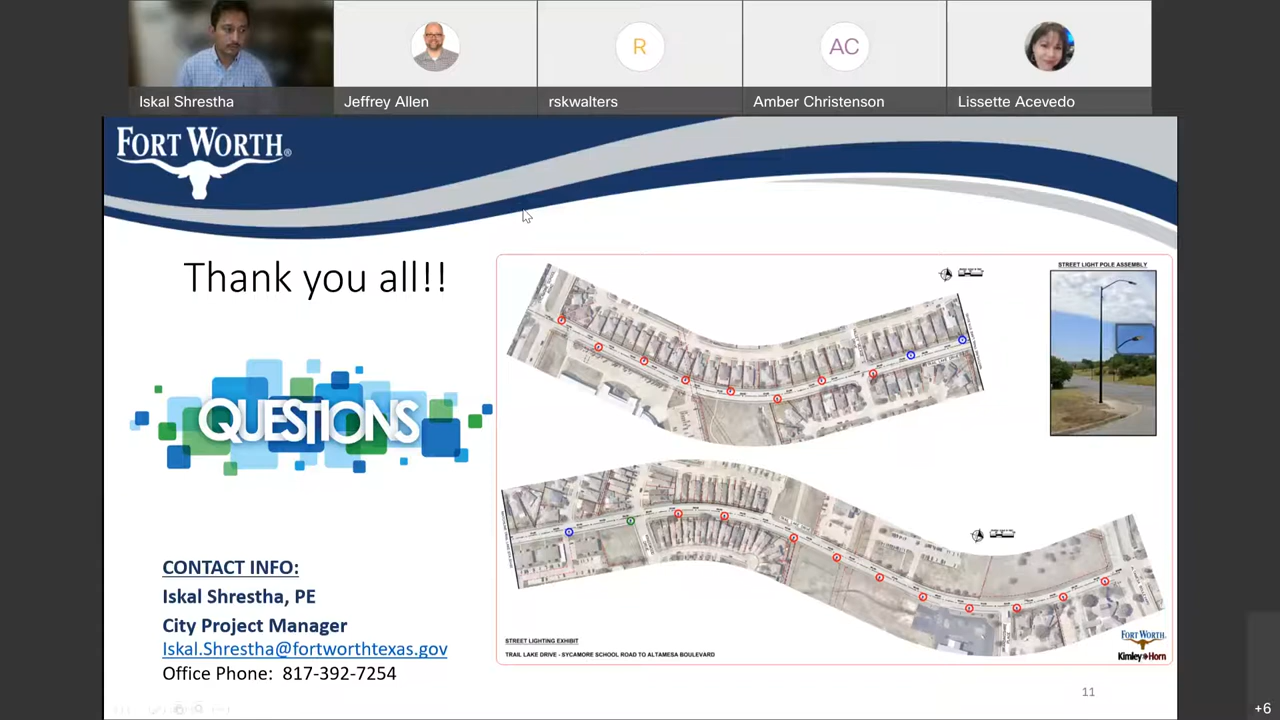 Iskal Shrestha
Jeffrey Allen
R
rskwalters
AC
Amber Christenson
Lissette Acevedo
FORT WORTH®
Thank you all!!
QUESTIONS
CONTACT INFO:
Iskal Shrestha, PE
City Project Manager
Iskal.Shrestha@fortworthtexas.gov
Office Phone: 817-392-7254
STREET LIGHT POLE ASSEMBLY
STREET LIGHTING EXHIBIT
TRAIL LAKE DRIVE - SYCAMORE SCHOOL ROAD TO ALTAMESA BOULEVARD
FORT WORTH
Kimley»Horn
11
+6